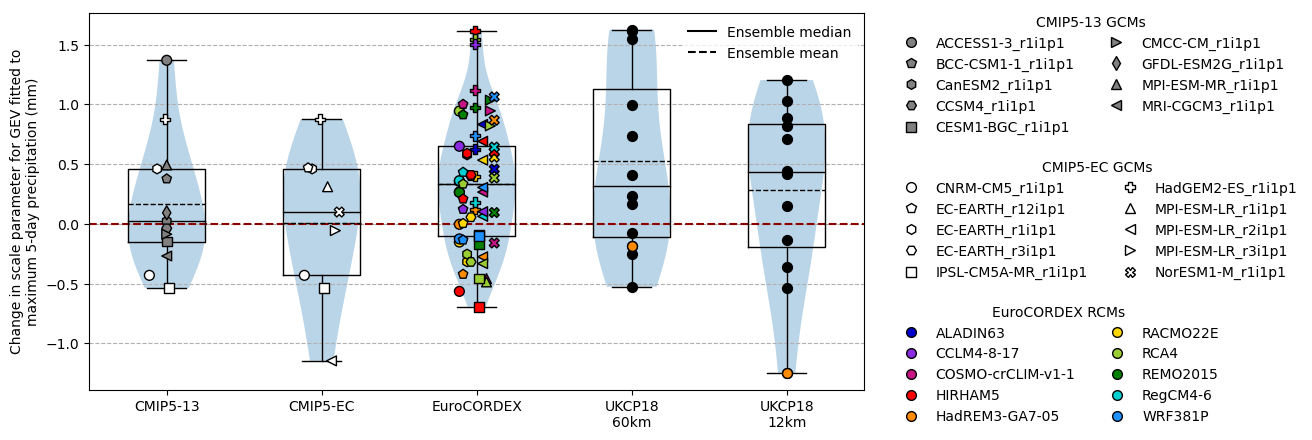 Change in scale parameter for GEV fitted to
maximum 5-day precipitation (mm)
1.5
1.0
0.5
0.0
−0.5
−1.0
CMIP5-13
CMIP5-EC
EuroCORDEX
UKCP18
60km
UKCP18
12km
Ensemble median
Ensemble mean
CMIP5-13 GCMs
ACCESS1-3_r1i1p1
BCC-CSM1-1_r1i1p1
CanESM2_r1i1p1
CCSM4_r1i1p1
CESM1-BGC_r1i1p1
CMCC-CM_r1i1p1
GFDL-ESM2G_r1i1p1
MPI-ESM-MR_r1i1p1
MRI-CGCM3_r1i1p1
CMIP5-EC GCMs
CNRM-CM5_r1i1p1
EC-EARTH_r12i1p1
EC-EARTH_r1i1p1
EC-EARTH_r3i1p1
IPSL-CM5A-MR_r1i1p1
HadGEM2-ES_r1i1p1
MPI-ESM-LR_r1i1p1
MPI-ESM-LR_r2i1p1
MPI-ESM-LR_r3i1p1
NorESM1-M_r1i1p1
EuroCORDEX RCMs
ALADIN63
CCLM4-8-17
COSMO-crCLIM-v1-1
HIRHAM5
HadREM3-GA7-05
RACMO22E
RCA4
REMO2015
RegCM4-6
WRF381P